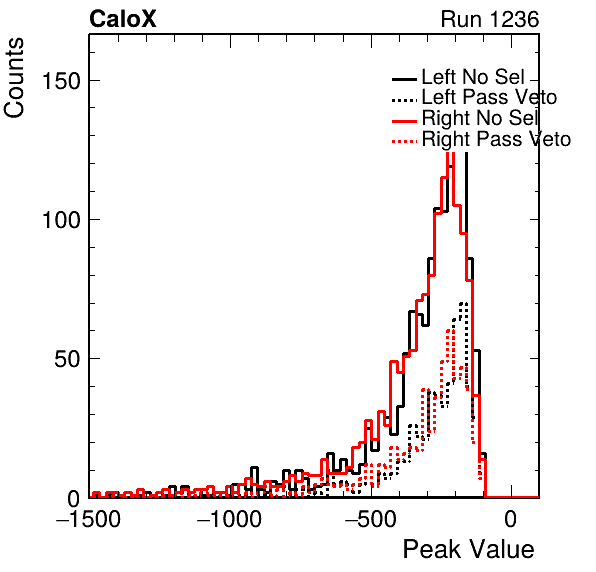 CaloX
Run 1236
Counts
150
100
50
0
Left No Sel
Left Pass Veto
Right No Sel
Right Pass Veto
−1500
−1000
−500
0
Peak Value